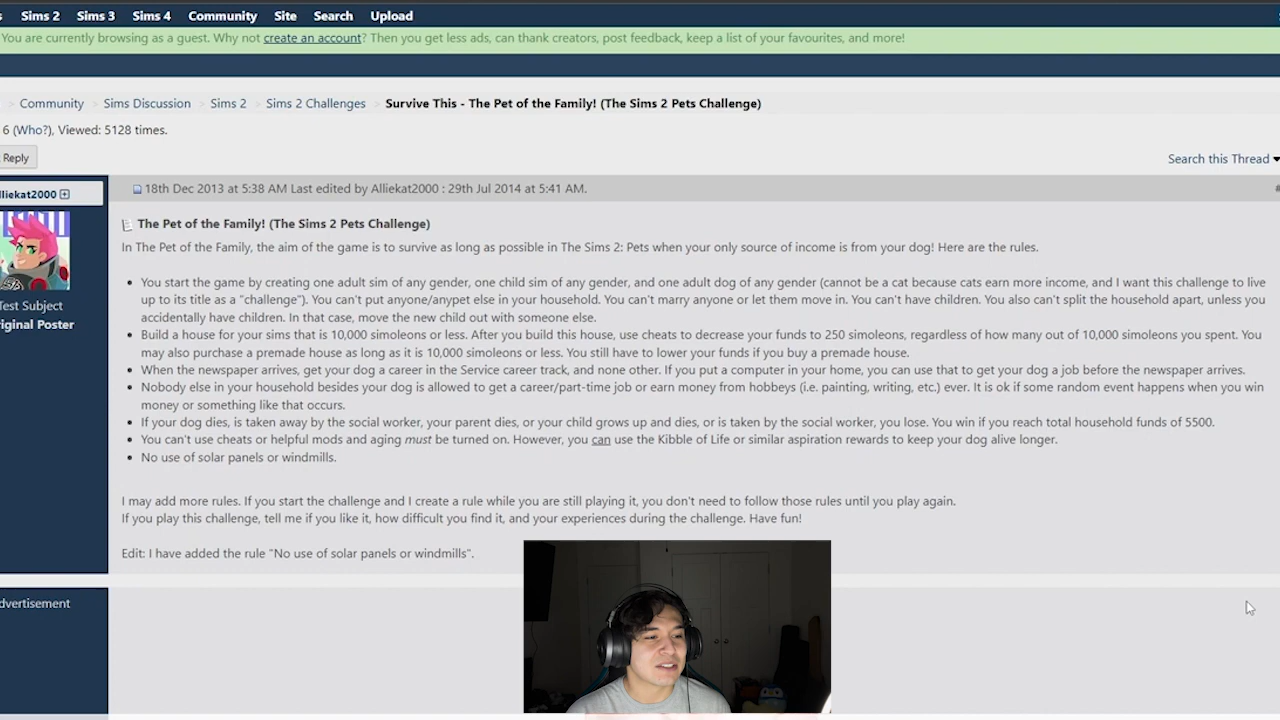 Sims 2 Sims 3 Sims 4 Community Site Search Upload
You are currently browsing as a guest. Why not create an account? Then you get less ads, can thank creators, post feedback, keep a list of your favourites, and more!
Community Sims Discussion Sims 2 Sims 2 Challenges Survive This - The Pet of the Family! (The Sims 2 Pets Challenge)
6 (Who?), Viewed: 5128 times.
Reply
Search this Thread
lliekat2000
18th Dec 2013 at 5:38 AM Last edited by Alliekat2000 : 29th Jul 2014 at 5:41 AM.
#
The Pet of the Family! (The Sims 2 Pets Challenge)
In The Pet of the Family, the aim of the game is to survive as long as possible in The Sims 2: Pets when your only source of income is from your dog! Here are the rules.
Test Subject
riginal Poster
• You start the game by creating one adult sim of any gender, one child sim of any gender, and one adult dog of any gender (cannot be a cat because cats earn more income, and I want this challenge to live
up to its title as a "challenge"). You can't put anyone/anypet else in your household. You can't marry anyone or let them move in. You can't have children. You also can't split the household apart, unless you
accidentally have children. In that case, move the new child out with someone else.
• Build a house for your sims that is 10,000 simoleons or less. After you build this house, use cheats to decrease your funds to 250 simoleons, regardless of how many out of 10,000 simoleons you spent. You
may also purchase a premade house as long as it is 10,000 simoleons or less. You still have to lower your funds if you buy a premade house.
• When the newspaper arrives, get your dog a career in the Service career track, and none other. If you put a computer in your home, you can use that to get your dog a job before the newspaper arrives.
• Nobody else in your household besides your dog is allowed to get a career/part-time job or earn money from hobbeys (i.e. painting, writing, etc.) ever. It is ok if some random event happens when you win
money or something like that occurs.
• If your dog dies, is taken away by the social worker, your parent dies, or your child grows up and dies, or is taken by the social worker, you lose. You win if you reach total household funds of 5500.
• You can't use cheats or helpful mods and aging must be turned on. However, you can use the Kibble of Life or similar aspiration rewards to keep your dog alive longer.
• No use of solar panels or windmills.
I may add more rules. If you start the challenge and I create a rule while you are still playing it, you don't need to follow those rules until you play again.
If you play this challenge, tell me if you like it, how difficult you find it, and your experiences during the challenge. Have fun!
Edit: I have added the rule "No use of solar panels or windmills".
dvertisement